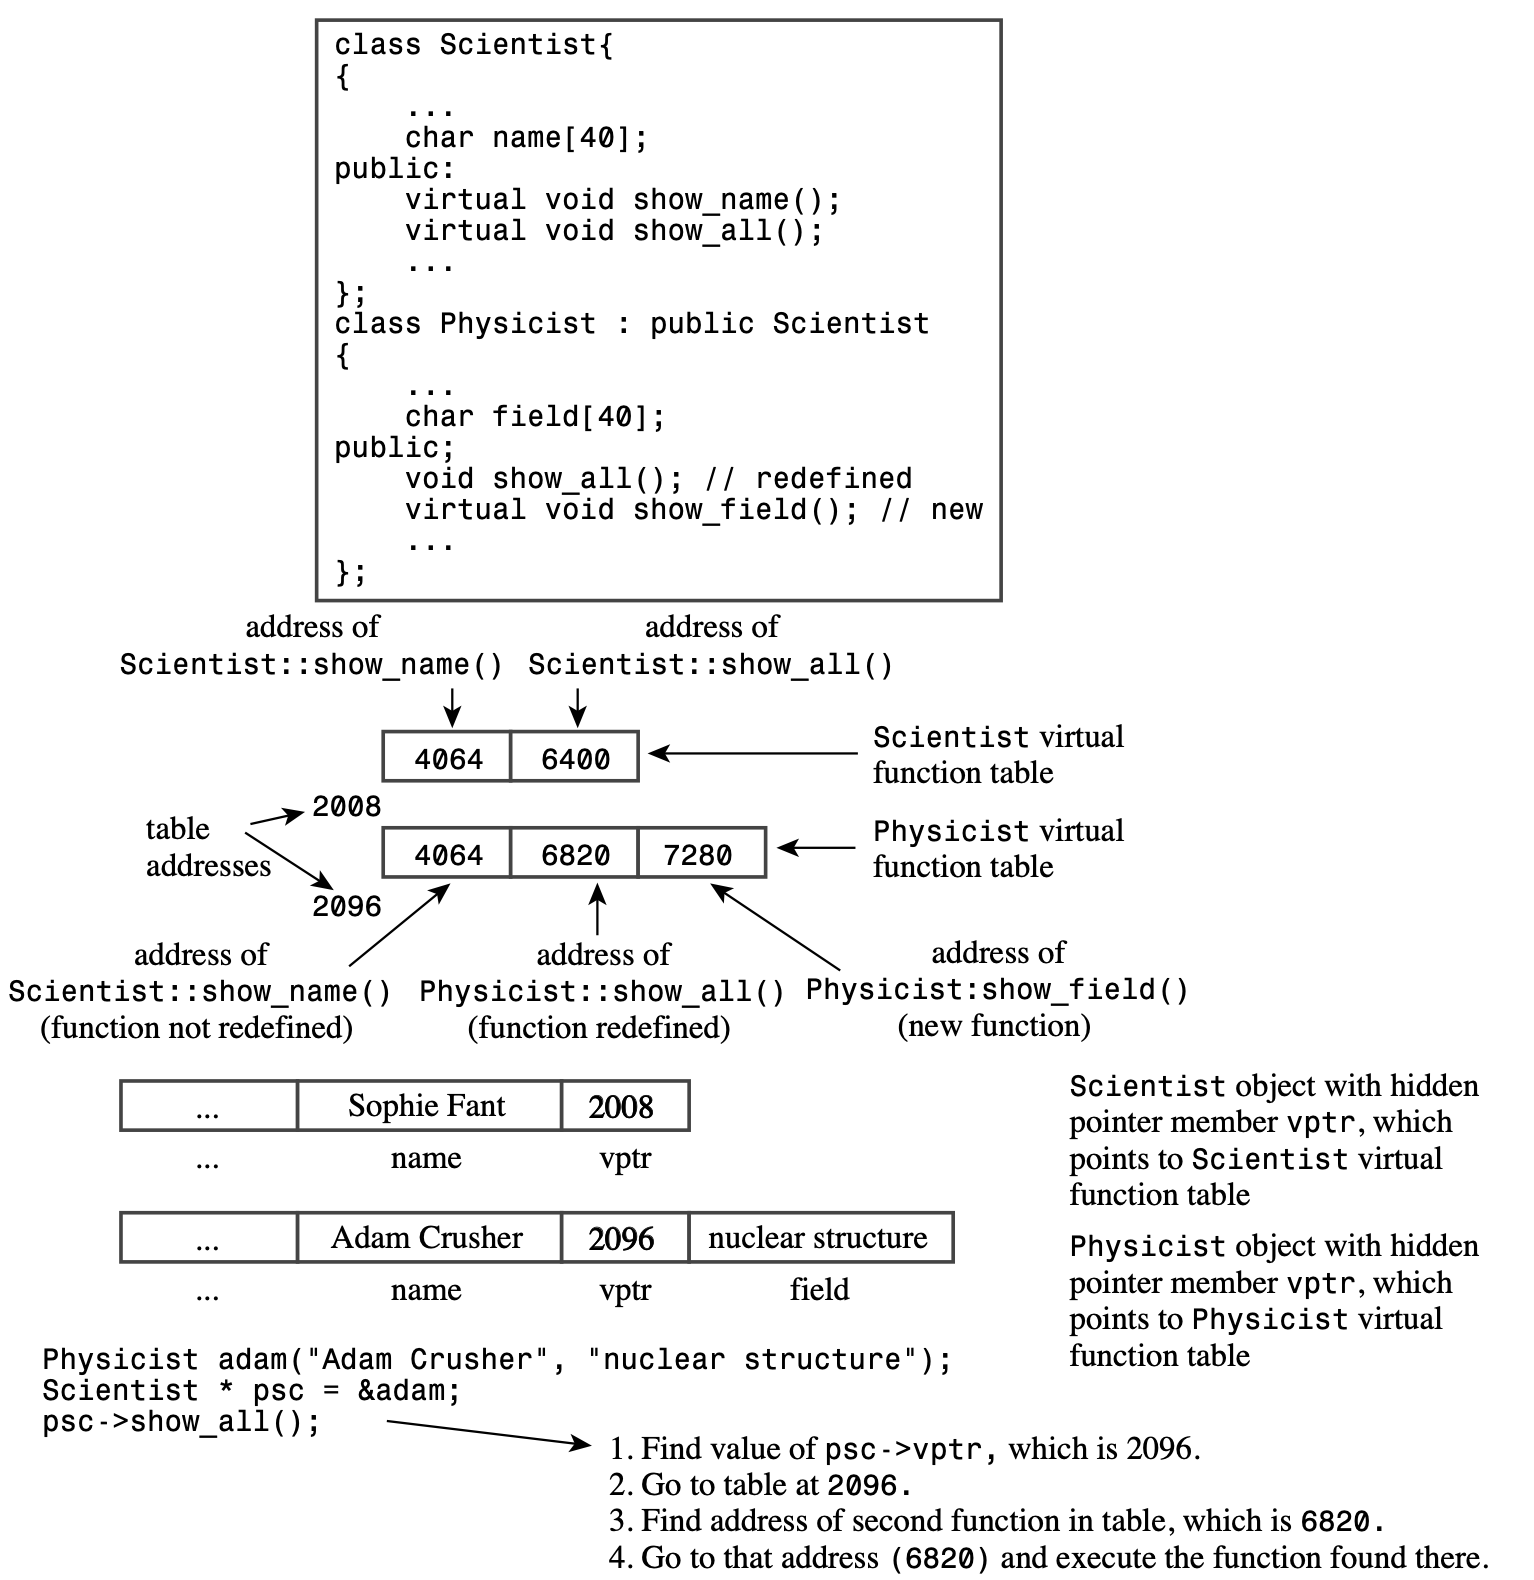 class Scientist{
{
    ...
    char name[40];
public:
    virtual void show_name();
    virtual void show_all();
    ...
};
class Physicist : public Scientist
{
    ...
    char field[40];
public;
    void show_all(); // redefined
    virtual void show_field(); // new
    ...
};
address of
Scientist::show_name()
address of
Scientist::show_all()
4064 6400
Scientist virtual
function table
table
addresses
2008
4064 6820 7280
Physicist virtual
function table
2096
address of
Scientist::show_name()
(function not redefined)
address of
Physicist::show_all()
(function redefined)
address of
Physicist:show_field()
(new function)
... Sophie Fant 2008
... name vptr
Scientist object with hidden
pointer member vptr, which
points to Scientist virtual
function table
... Adam Crusher 2096 nuclear structure
... name vptr field
Physicist object with hidden
pointer member vptr, which
points to Physicist virtual
function table
Physicist adam("Adam Crusher", "nuclear structure");
Scientist * psc = &adam;
psc->show_all();
1. Find value of psc->vptr, which is 2096.
2. Go to table at 2096.
3. Find address of second function in table, which is 6820.
4. Go to that address (6820) and execute the function found there.